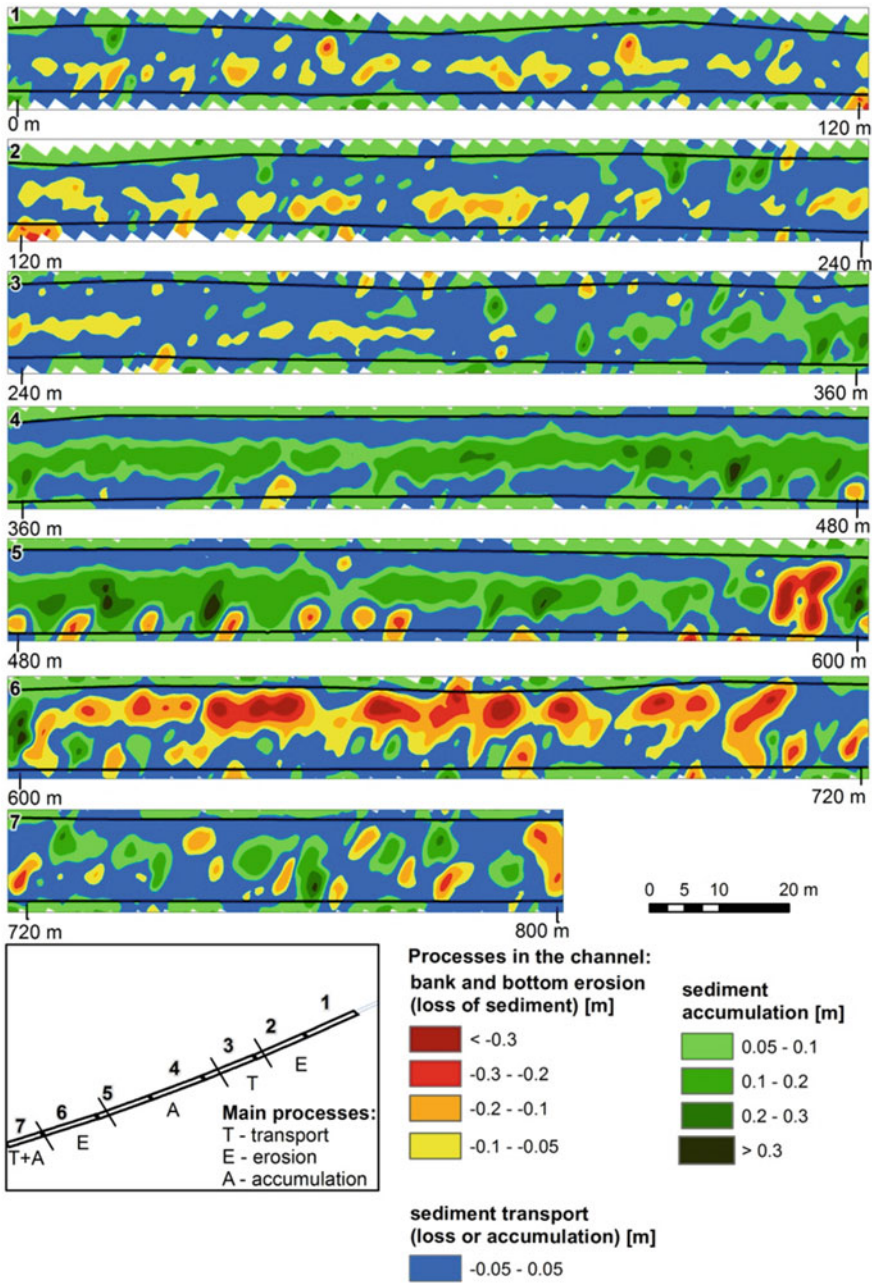 1
0 m
120 m
2
120 m
240 m
3
240 m
360 m
4
360 m
480 m
5
480 m
600 m
6
600 m
720 m
7
720 m
800 m
0 5 10 20 m
1
2
3
4
5
6
7
E
T
A
E
T+A
Main processes:
T - transport
E - erosion
A - accumulation
Processes in the channel:
bank and bottom erosion
(loss of sediment) [m]
< -0.3
-0.3 - -0.2
-0.2 - -0.1
-0.1 - -0.05
sediment
accumulation [m]
0.05 - 0.1
0.1 - 0.2
0.2 - 0.3
> 0.3
sediment transport
(loss or accumulation) [m]
-0.05 - 0.05